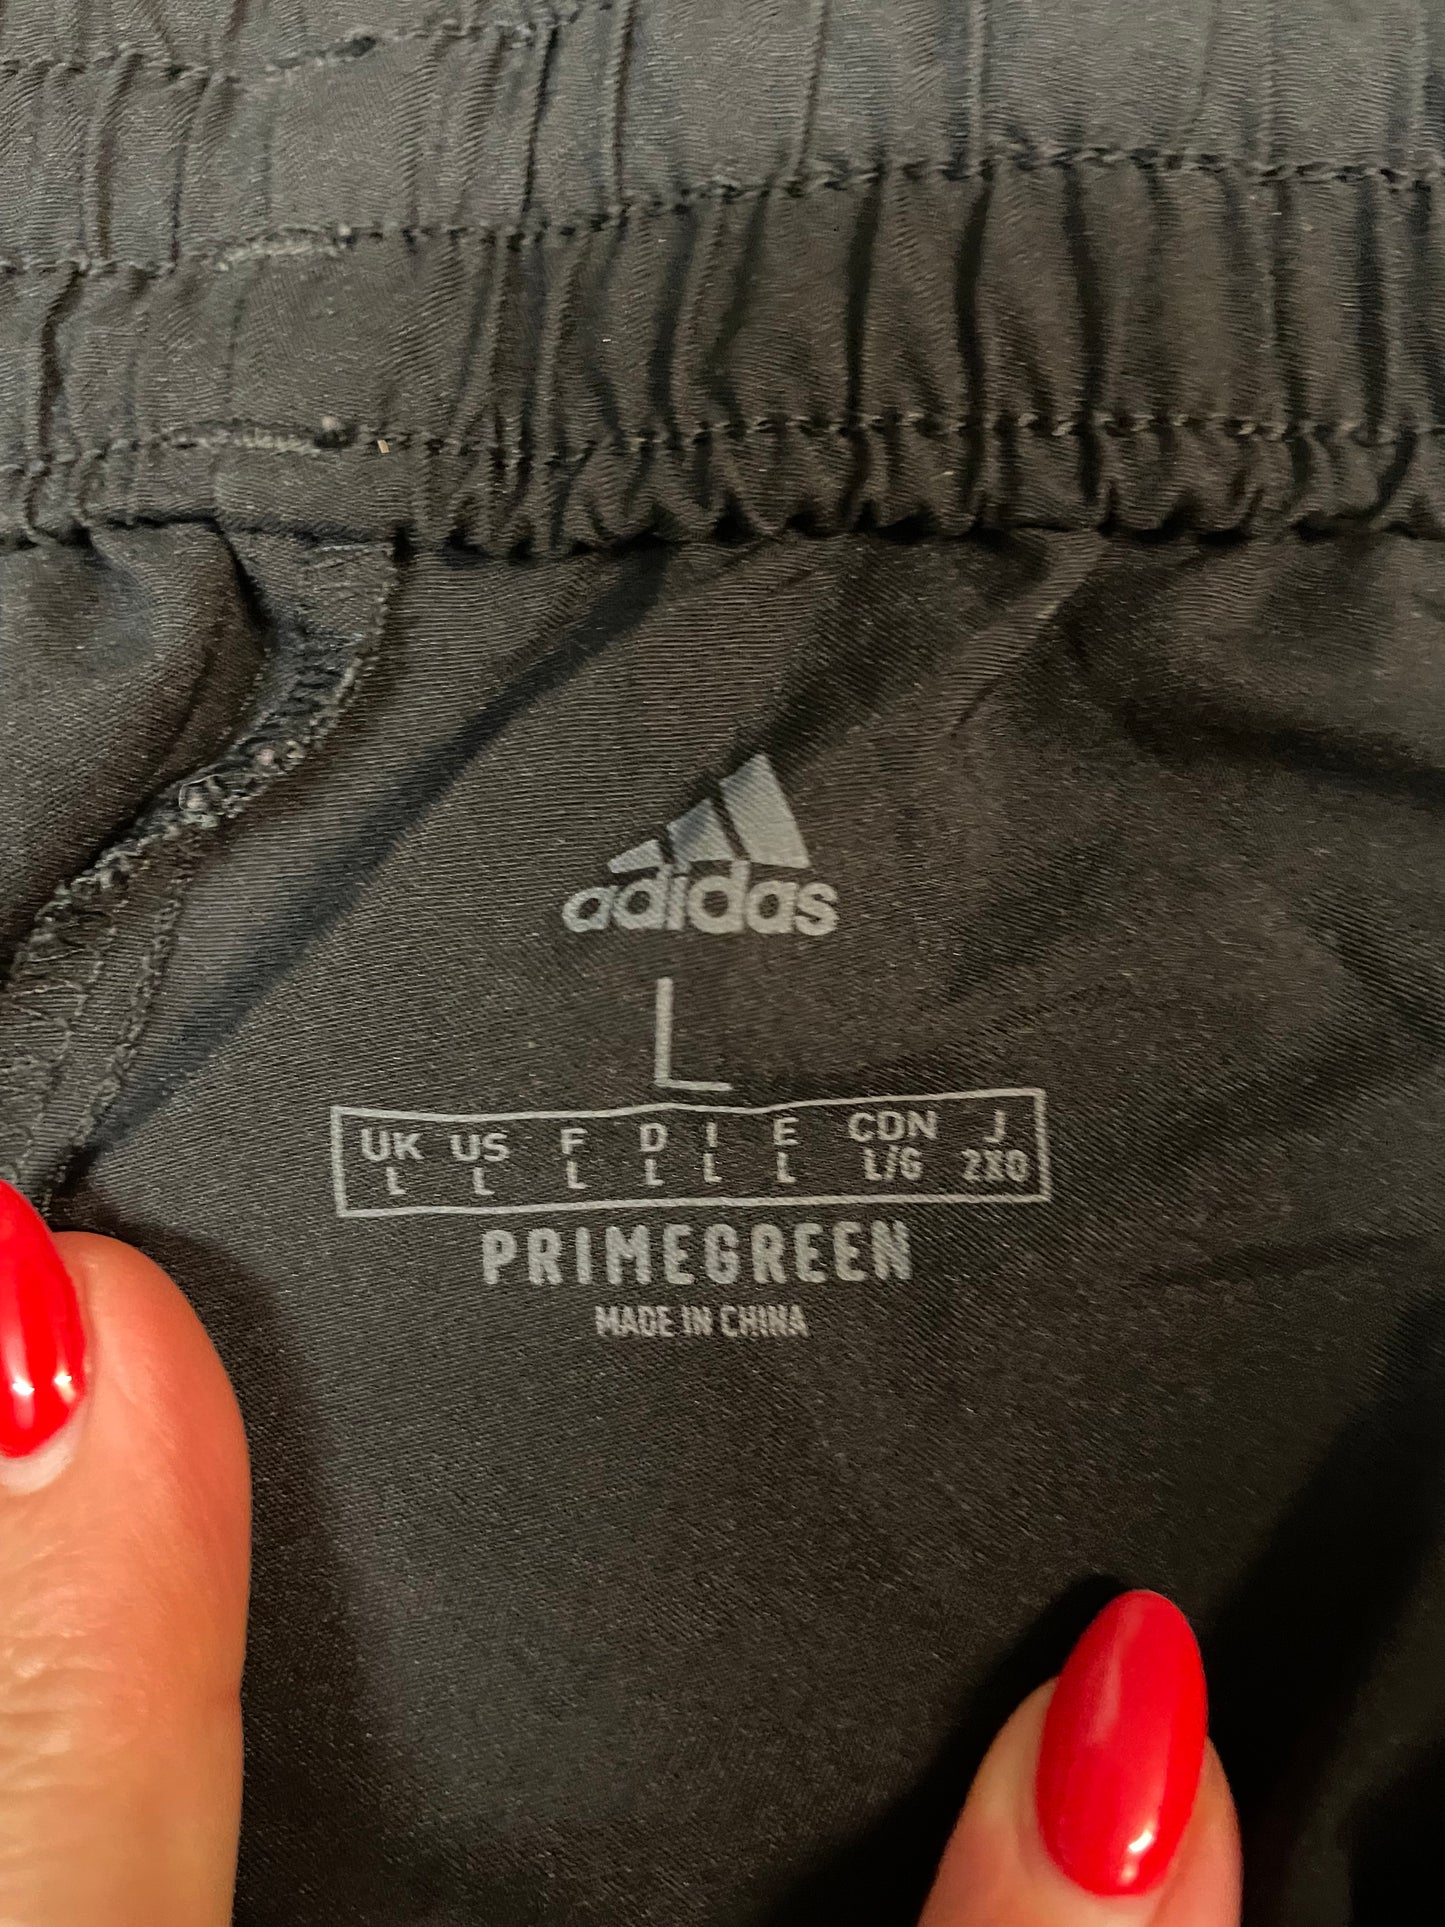 adidas
L
UK US F D I E CDN J
L L L L L L L/G 2XO
PRIMEGREEN
MADE IN CHINA